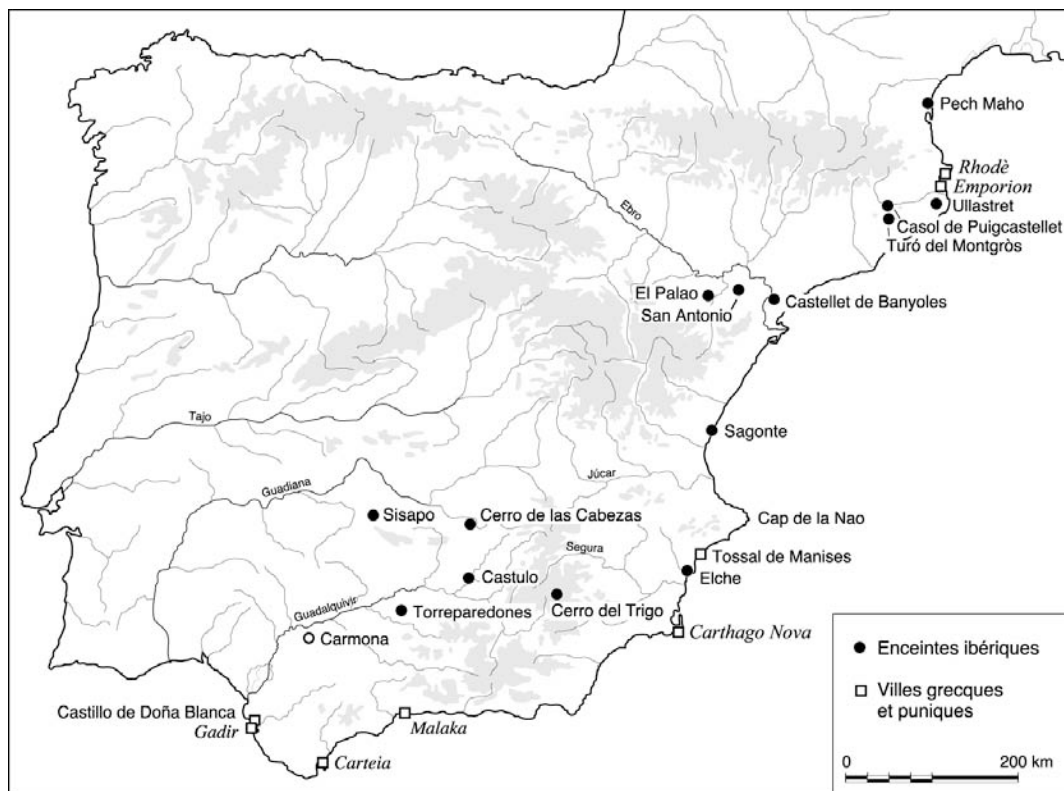 Pech Maho
Rhodè
Emporion
Ullastret
Casol de Puigcastellet
Turó del Montgròs
Ebro
El Palao
San Antonio
Castellet de Banyoles
Tajo
Sagonte
Júcar
Guadiana
Sisapo
Cerro de las Cabezas
Cap de la Nao
Segura
Tossal de Manises
Elche
Castulo
Cerro del Trigo
Guadalquivir
Torreparedones
Carmona
Carthago Nova
Castillo de Doña Blanca
Gadir
Malaka
Carteia
Enceintes ibériques
Villes grecques
et puniques
0 200 km